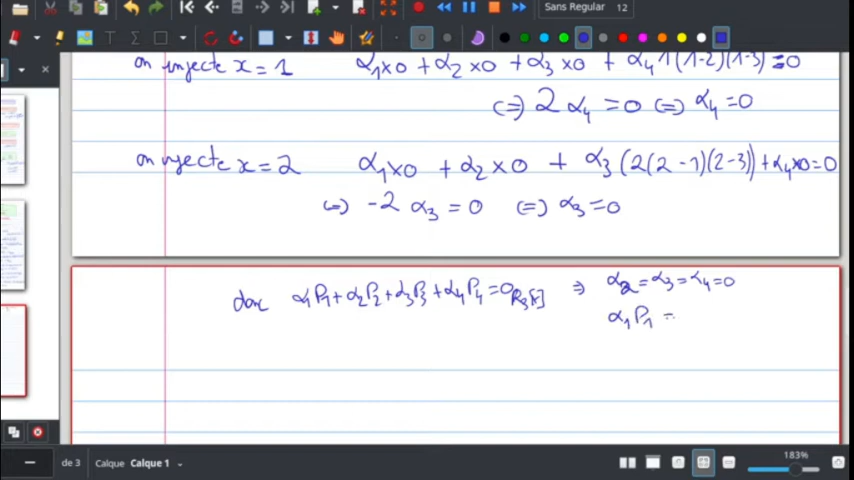 Sans Regular 12
on injecte x=1 α₁×0 + α₂×0 + α₃×0 + α₄ 1(1-2)(1-3)=0
(=) 2 α₄ = 0 (=) α₄=0
on injecte x=2 α₁×0 + α₂×0 + α₃(2(2-1)(2-3)) + α₄×0=0
(=) -2 α₃ = 0 (=) α₃=0
donc α₁P₁+α₂P₂+α₃P₃+α₄P₄=0_R₃[x] ⇒ α₂=α₃=α₄=0
α₁P₁ =
de 3 Calque Calque 1 183%